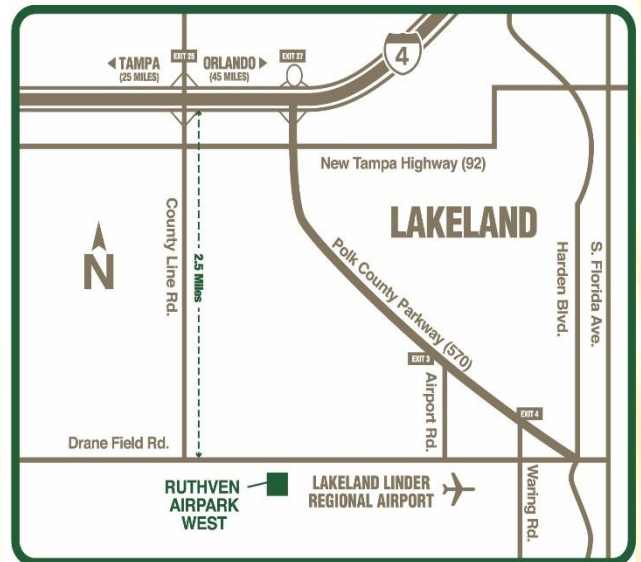 EXIT 25
EXIT 27
4
TAMPA
(25 MILES)
ORLANDO
(45 MILES)
New Tampa Highway (92)
LAKELAND
N
County Line Rd.
2.5 Miles
Polk County Parkway (570)
Harden Blvd.
S. Florida Ave.
EXIT 3
Airport Rd.
EXIT 4
Waring Rd.
Drane Field Rd.
RUTHVEN
AIRPARK
WEST
LAKELAND LINDER
REGIONAL AIRPORT